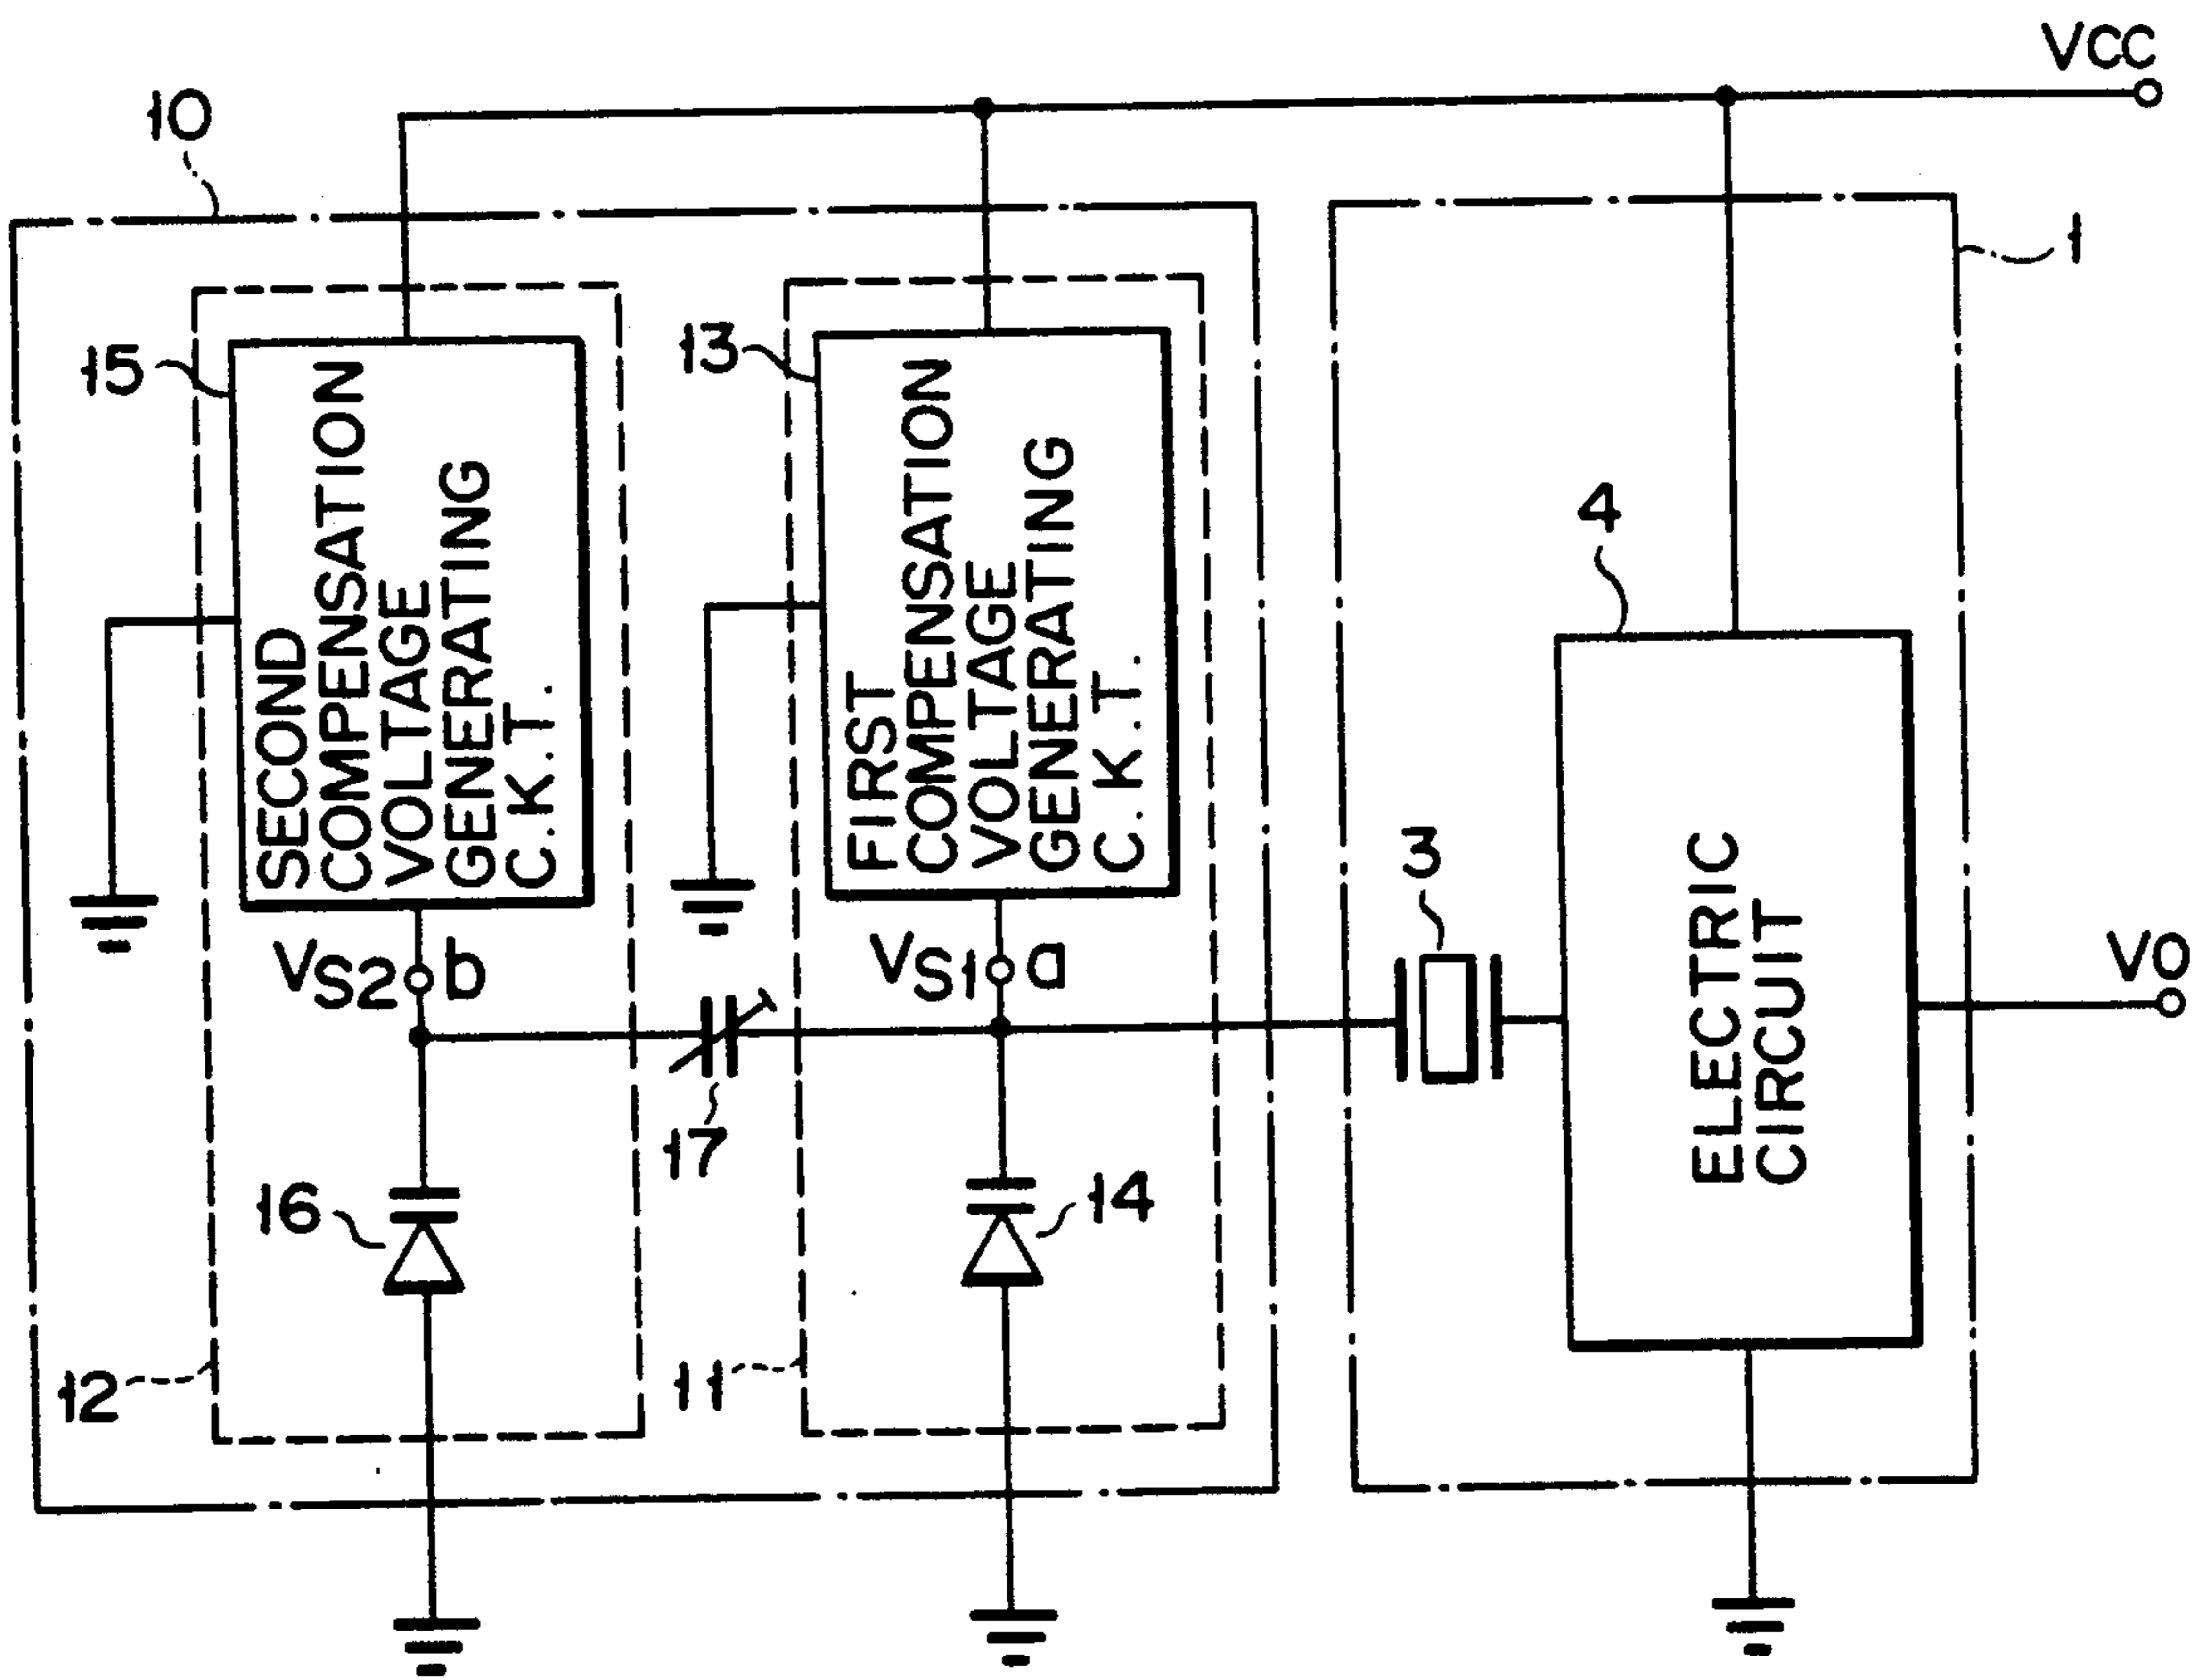 VCC
10
1
15
13
SECOND
COMPENSATION
VOLTAGE
GENERATING
C.K.T.
FIRST
COMPENSATION
VOLTAGE
GENERATING
C.K.T.
4
3
ELECTRIC
CIRCUIT
VS2 b
VS1 a
VO
17
16
14
12
11